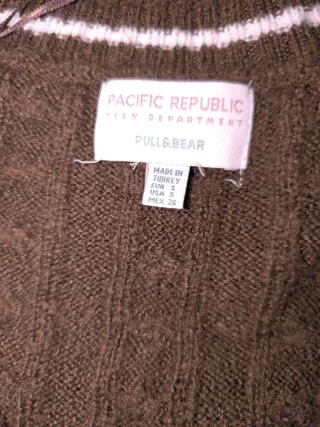 PACIFIC REPUBLIC
TEEN DEPARTMENT
PULL&BEAR
MADE IN
TURKEY
EUR S
USA S
MEX 26